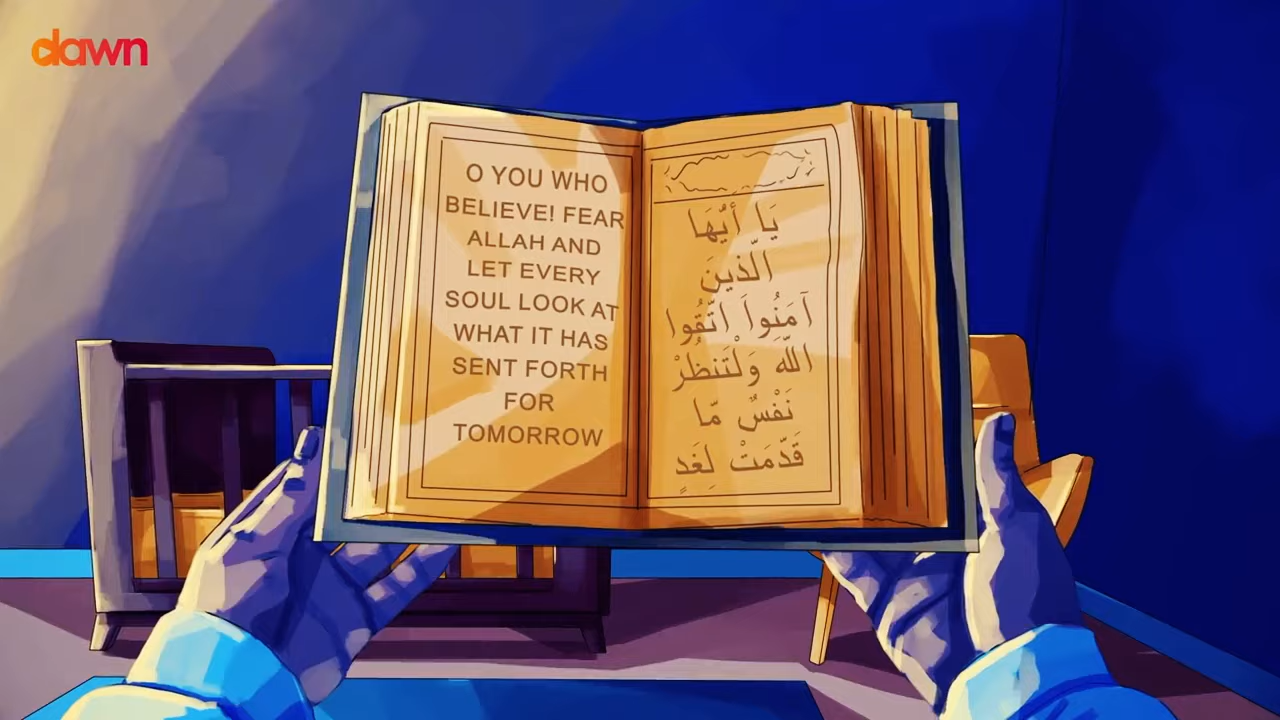 dawn
O YOU WHO
BELIEVE! FEAR
ALLAH AND
LET EVERY
SOUL LOOK AT
WHAT IT HAS
SENT FORTH
FOR
TOMORROW
يَا أَيُّهَا
الَّذِينَ
آمَنُواَ اتَّقُوا
اللَّه وَلْتَنظُرْ
نَفْسٌ مَّا
قَدَّمَتْ لِغَدٍ